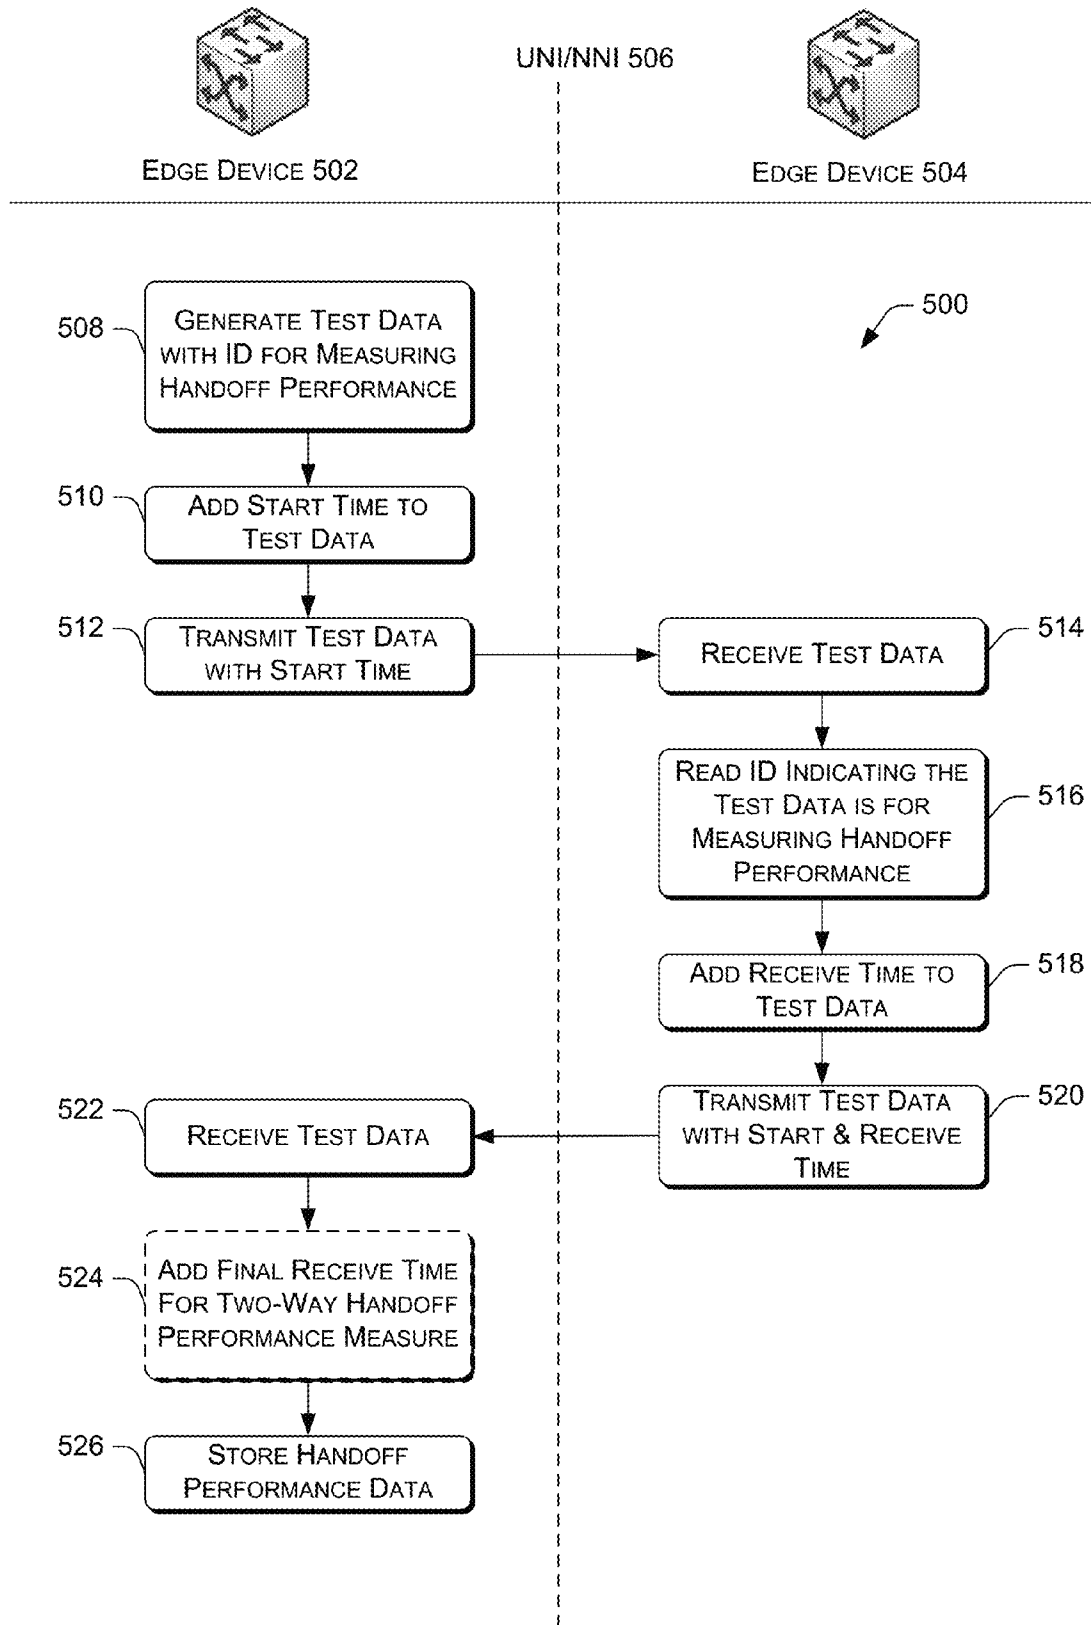 UNI/NNI 506
EDGE DEVICE 502
EDGE DEVICE 504
500
508
GENERATE TEST DATA
WITH ID FOR MEASURING
HANDOFF PERFORMANCE
510
ADD START TIME TO
TEST DATA
512
TRANSMIT TEST DATA
WITH START TIME
514
RECEIVE TEST DATA
516
READ ID INDICATING THE
TEST DATA IS FOR
MEASURING HANDOFF
PERFORMANCE
518
ADD RECEIVE TIME TO
TEST DATA
520
TRANSMIT TEST DATA
WITH START & RECEIVE
TIME
522
RECEIVE TEST DATA
524
ADD FINAL RECEIVE TIME
FOR TWO-WAY HANDOFF
PERFORMANCE MEASURE
526
STORE HANDOFF
PERFORMANCE DATA